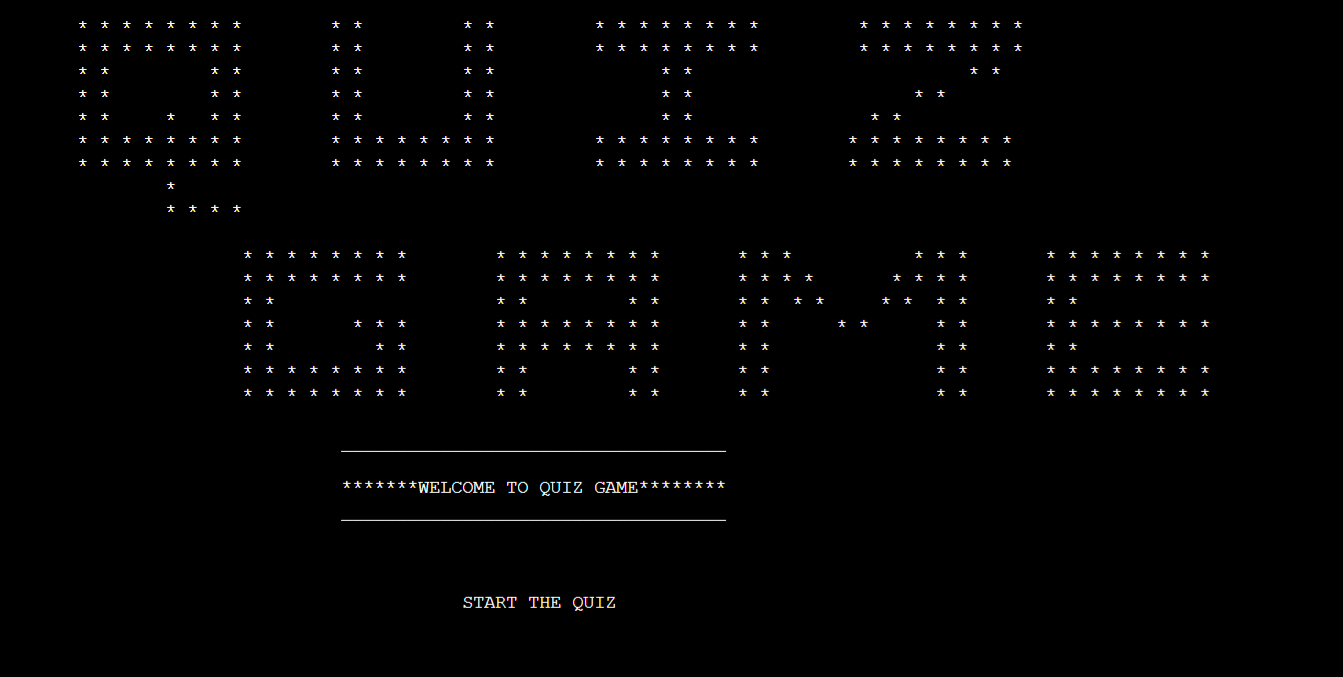 QUIZ
GAME
*******WELCOME TO QUIZ GAME********
START THE QUIZ